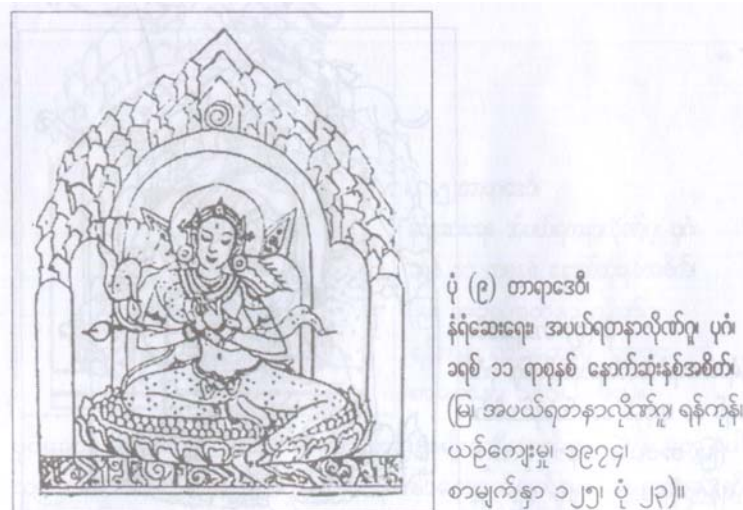 ပုံ (၉) တာရာဒေဝီ၊
နံရံဆေးရေး၊ အပယ်ရတနာလိုဏ်ဂူ၊ ပုဂံ၊
ခရစ် ၁၁ ရာစုနှစ် နောက်ဆုံးနှစ်အစိတ်၊
(မြ၊ အပယ်ရတနာလိုဏ်ဂူ၊ ရန်ကုန်၊
ယဉ်ကျေးမှု၊ ၁၉၇၄၊
စာမျက်နှာ ၁၂၅၊ ပုံ ၂၃)။